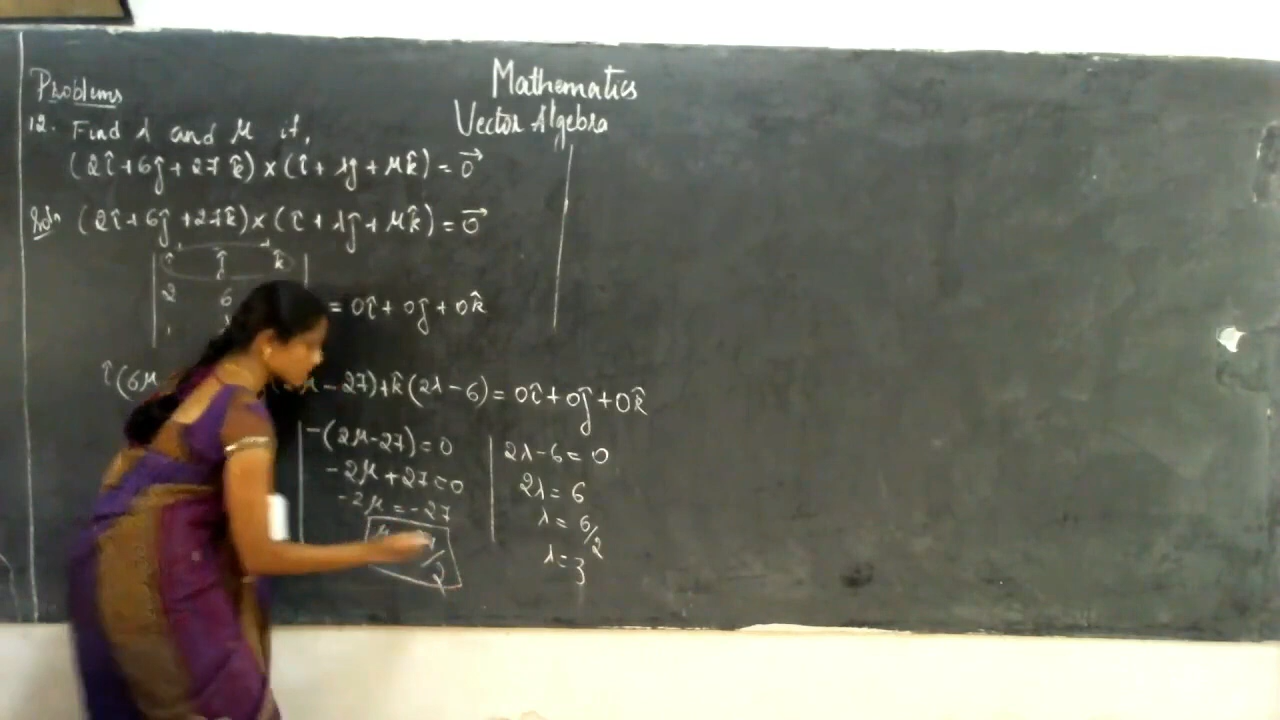 Mathematics
Vector Algebra
Problems
12. Find λ and μ if,
(2î+6ĵ+27k̂)×(î+λĵ+μk̂)=0⃗
Soln (2î+6ĵ+27k̂)×(î+λĵ+μk̂)=0⃗
î ĵ k̂
2 6
1
= 0î+0ĵ+0k̂
î(6μ
-27)+k̂(2λ-6)=0î+0ĵ+0k̂
-(2μ-27)=0
-2μ+27=0
-2μ=-27
/2
2λ-6=0
2λ=6
λ=6/2
λ=3